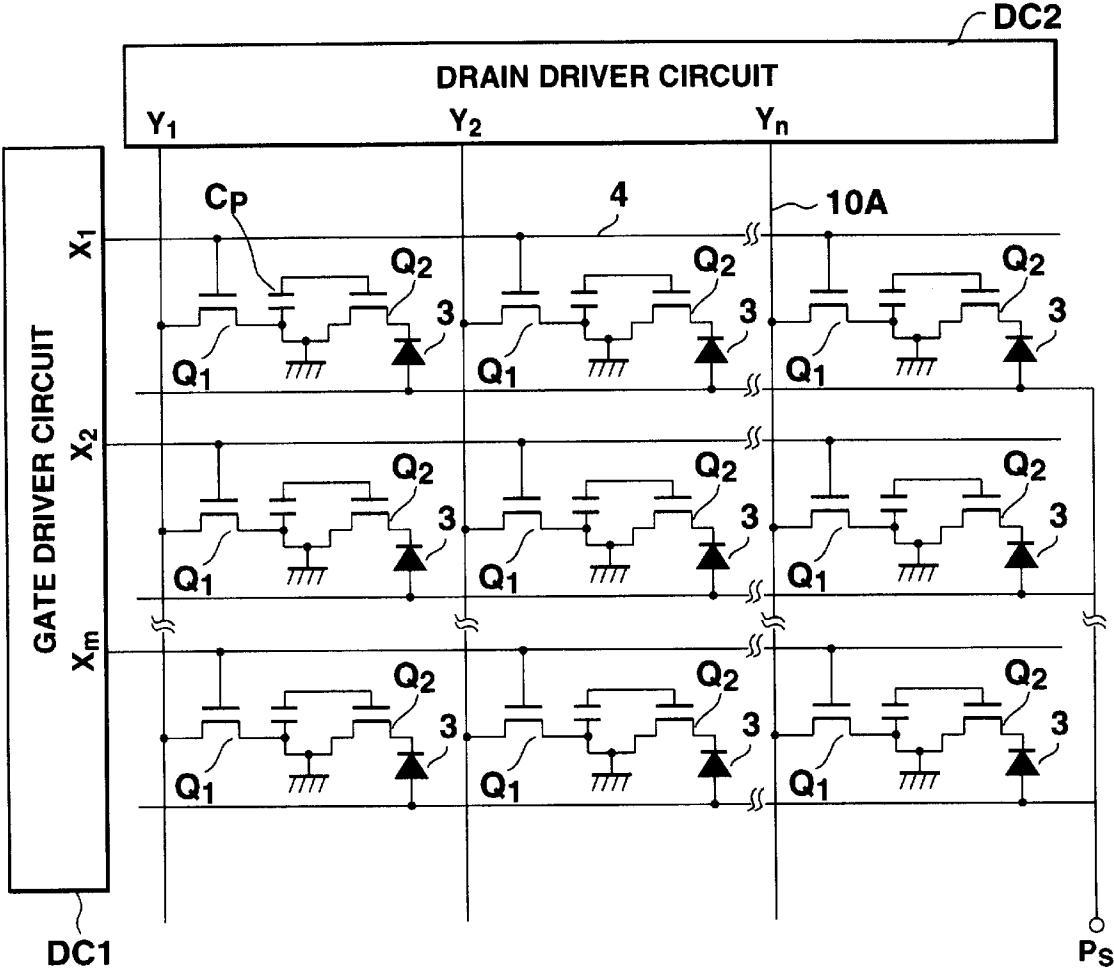 DC2
DRAIN DRIVER CIRCUIT
Y1 Y2 Yn
CP 4 10A
X1
Q2 Q2 Q2
3 3 3
Q1 Q1 Q1
GATE DRIVER CIRCUIT
X2
Q2 Q2 Q2
3 3 3
Q1 Q1 Q1
Xm
Q2 Q2 Q2
3 3 3
Q1 Q1 Q1
DC1
PS